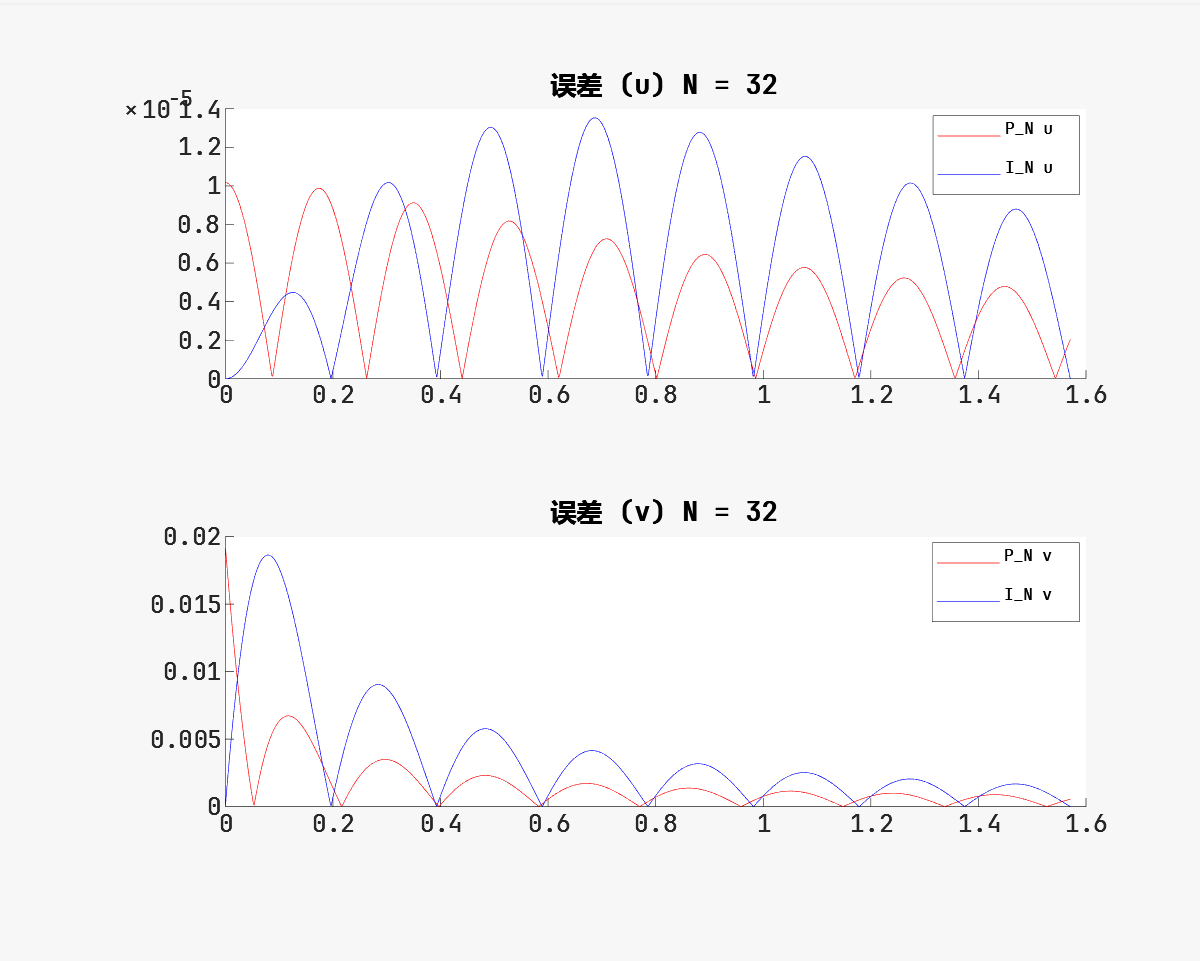 误差 (u) N = 32
×10-5
1.4
1.2
1
0.8
0.6
0.4
0.2
0
P_N u
I_N u
0 0.2 0.4 0.6 0.8 1 1.2 1.4 1.6
误差 (v) N = 32
0.02
0.015
0.01
0.005
0
P_N v
I_N v
0 0.2 0.4 0.6 0.8 1 1.2 1.4 1.6